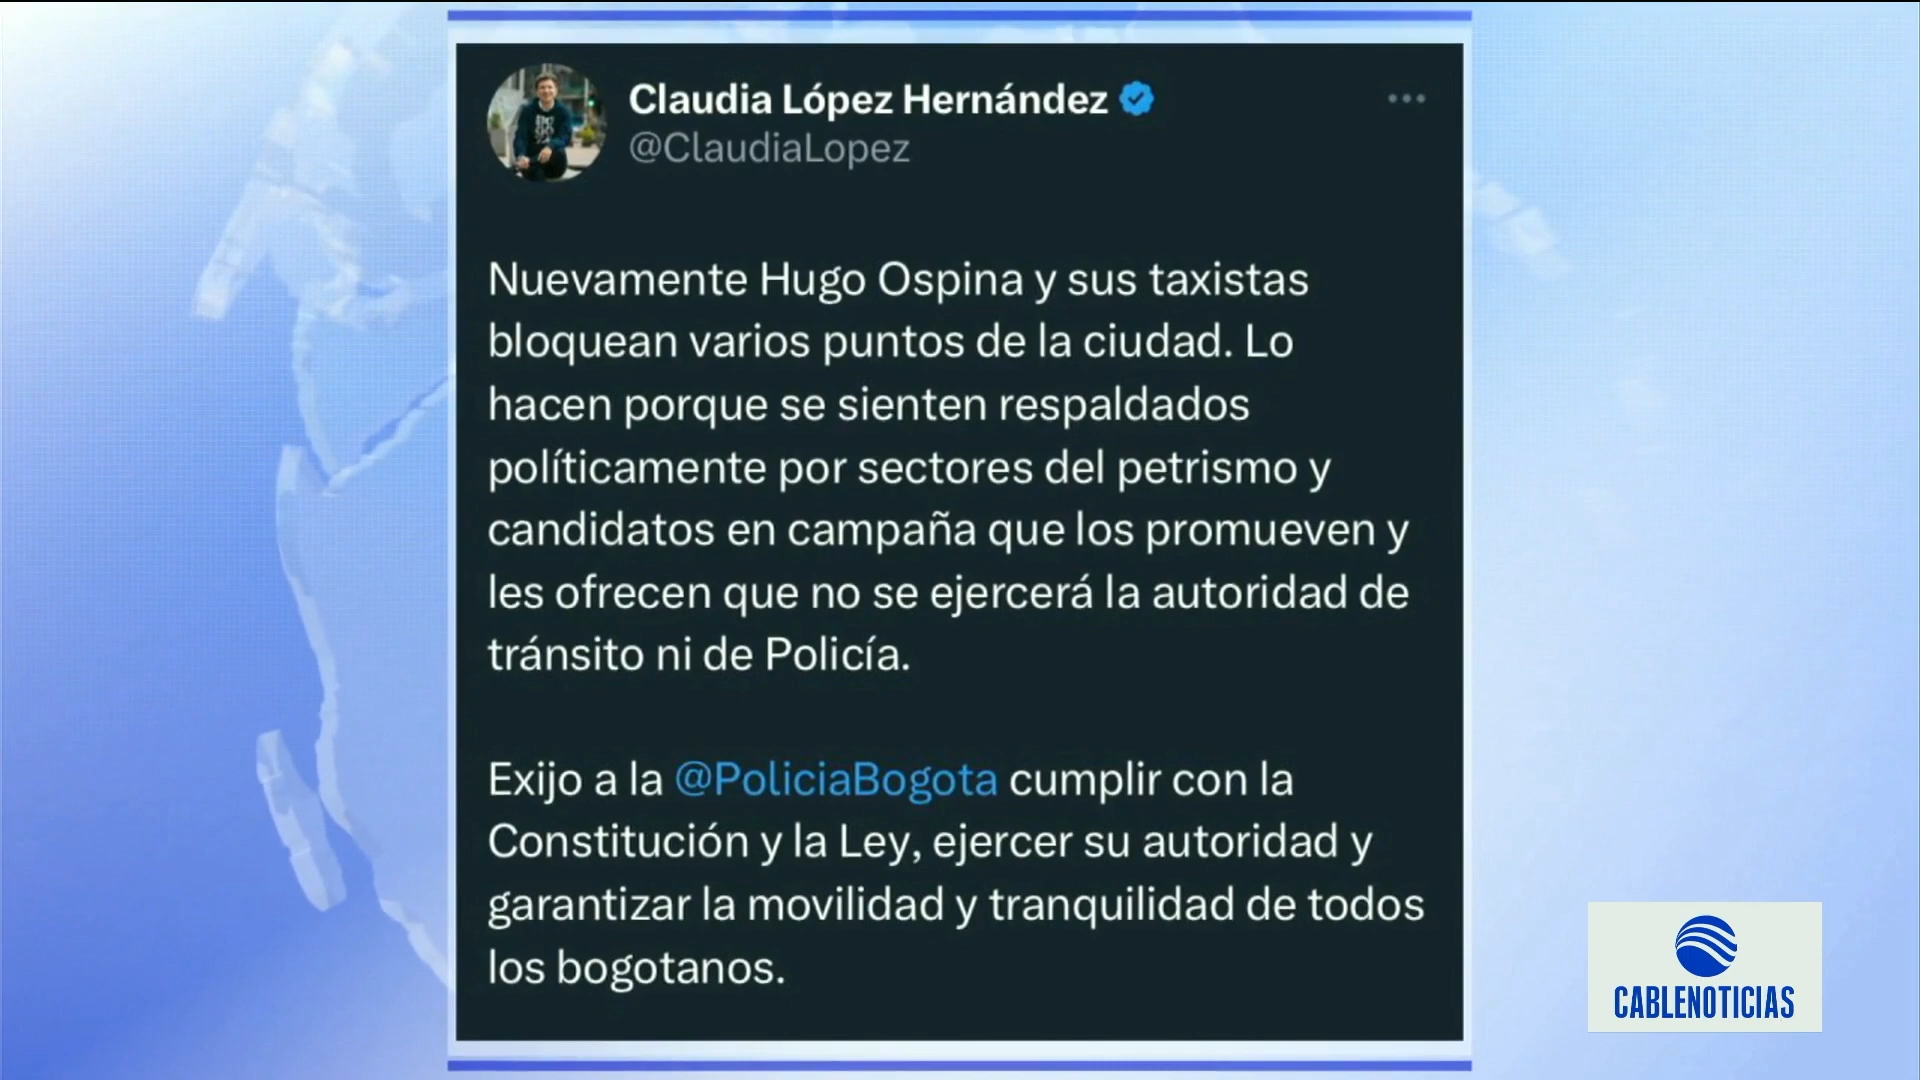 Claudia López Hernández
@ClaudiaLopez
Nuevamente Hugo Ospina y sus taxistas
bloquean varios puntos de la ciudad. Lo
hacen porque se sienten respaldados
políticamente por sectores del petrismo y
candidatos en campaña que los promueven y
les ofrecen que no se ejercerá la autoridad de
tránsito ni de Policía.
Exijo a la @PoliciaBogota cumplir con la
Constitución y la Ley, ejercer su autoridad y
garantizar la movilidad y tranquilidad de todos
los bogotanos.
CABLENOTICIAS